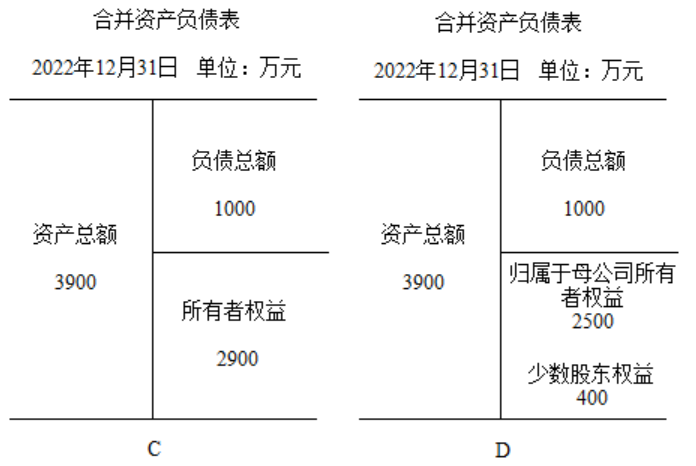 合并资产负债表
2022年12月31日 单位：万元
负债总额
1000
资产总额
3900
所有者权益
2900
C
合并资产负债表
2022年12月31日 单位：万元
负债总额
1000
资产总额
3900
归属于母公司所有
者权益
2500
少数股东权益
400
D